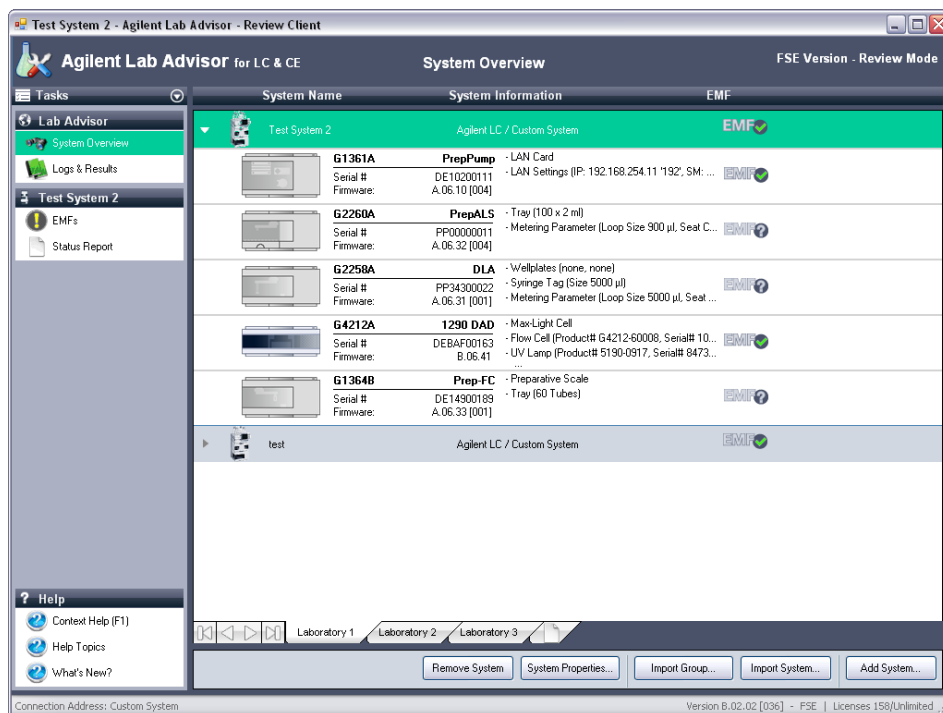 Test System 2 - Agilent Lab Advisor - Review Client
Agilent Lab Advisor for LC & CE
System Overview
FSE Version - Review Mode
Tasks
System Name
System Information
EMF
Lab Advisor
System Overview
Logs & Results
Test System 2
EMFs
Status Report
Test System 2
Agilent LC / Custom System
EMF
G1361A PrepPump
Serial # DE10200111
Firmware: A.06.10 [004]
- LAN Card
- LAN Settings (IP: 192.168.254.11 '192', SM: ...
EMF
G2260A PrepALS
Serial # PP00000011
Firmware: A.06.32 [004]
- Tray (100 x 2 ml)
- Metering Parameter (Loop Size 900 µl, Seat C...
EMF?
G2258A DLA
Serial # PP34300022
Firmware: A.06.31 [001]
- Wellplates (none, none)
- Syringe Tag (Size 5000 µl)
- Metering Parameter (Loop Size 5000 µl, Seat ...
EMF?
G4212A 1290 DAD
Serial # DEBAF00163
Firmware: B.06.41
- Max-Light Cell
- Flow Cell (Product# G4212-60008, Serial# 10...
- UV Lamp (Product# 5190-0917, Serial# 8473...
...
EMF
G1364B Prep-FC
Serial # DE14900189
Firmware: A.06.33 [001]
- Preparative Scale
- Tray (60 Tubes)
EMF?
test
Agilent LC / Custom System
EMF
? Help
Context Help (F1)
Help Topics
What's New?
Laboratory 1
Laboratory 2
Laboratory 3
Remove System
System Properties...
Import Group...
Import System...
Add System...
Connection Address: Custom System
Version B.02.02 [036] - FSE | Licenses 158/Unlimited